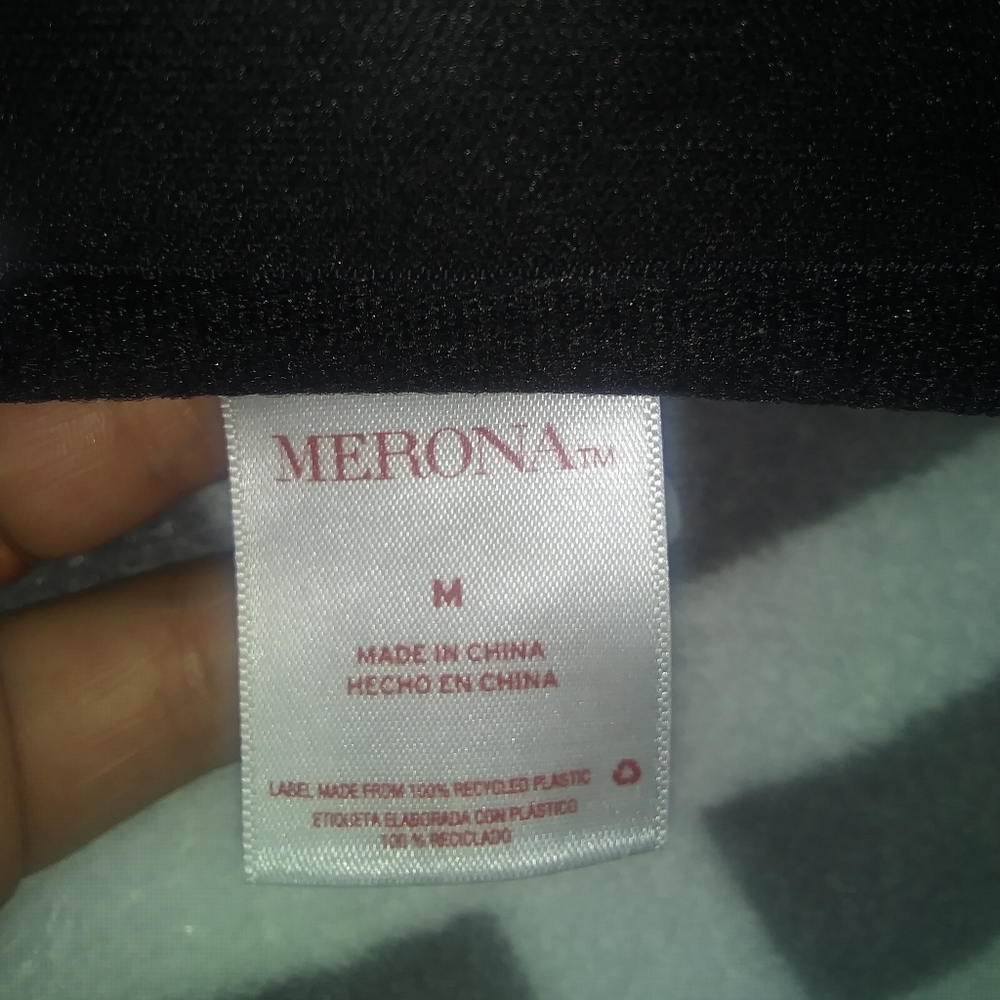 MERONA™
M
MADE IN CHINA
HECHO EN CHINA
LABEL MADE FROM 100% RECYCLED PLASTIC
ETIQUETA ELABORADA CON PLÁSTICO
100 % RECICLADO